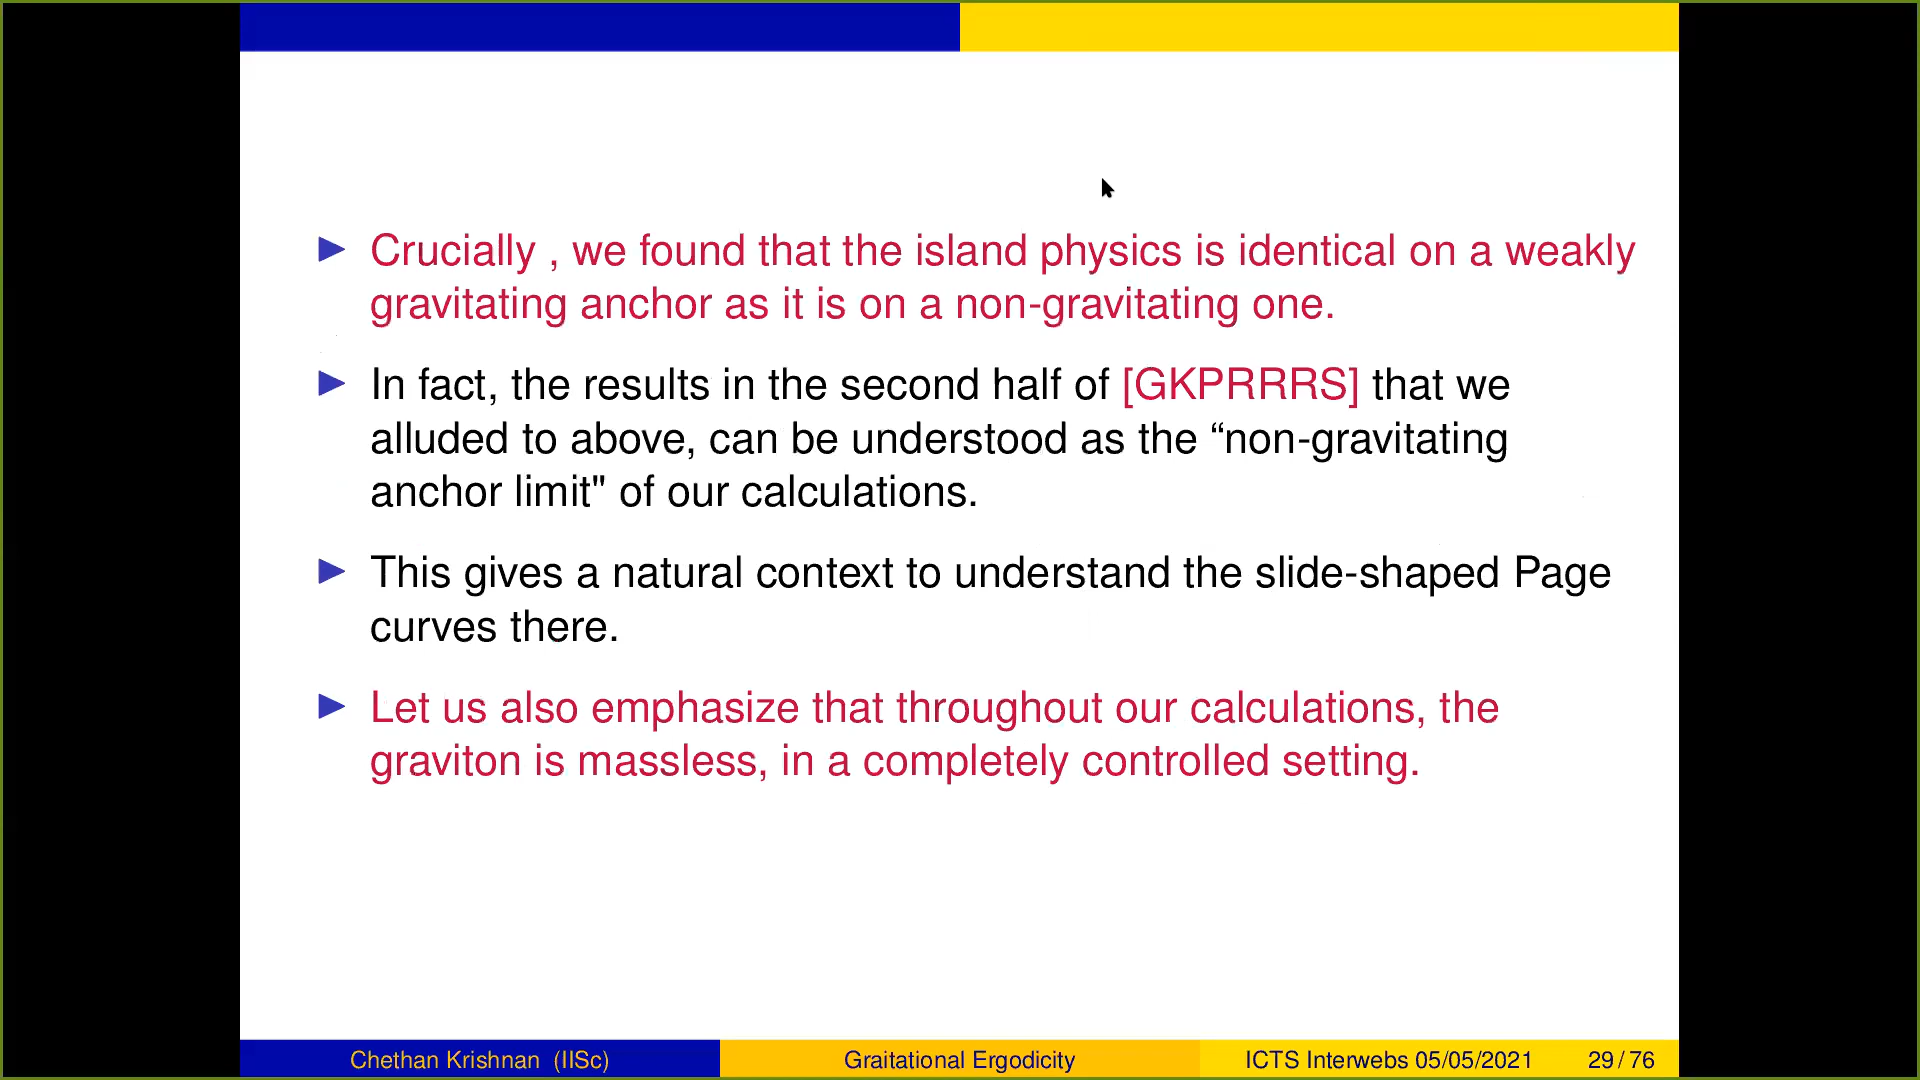 Crucially , we found that the island physics is identical on a weakly
gravitating anchor as it is on a non-gravitating one.
In fact, the results in the second half of [GKPRRRS] that we
alluded to above, can be understood as the “non-gravitating
anchor limit" of our calculations.
This gives a natural context to understand the slide-shaped Page
curves there.
Let us also emphasize that throughout our calculations, the
graviton is massless, in a completely controlled setting.
Chethan Krishnan (IISc) Graitational Ergodicity ICTS Interwebs 05/05/2021 29 / 76